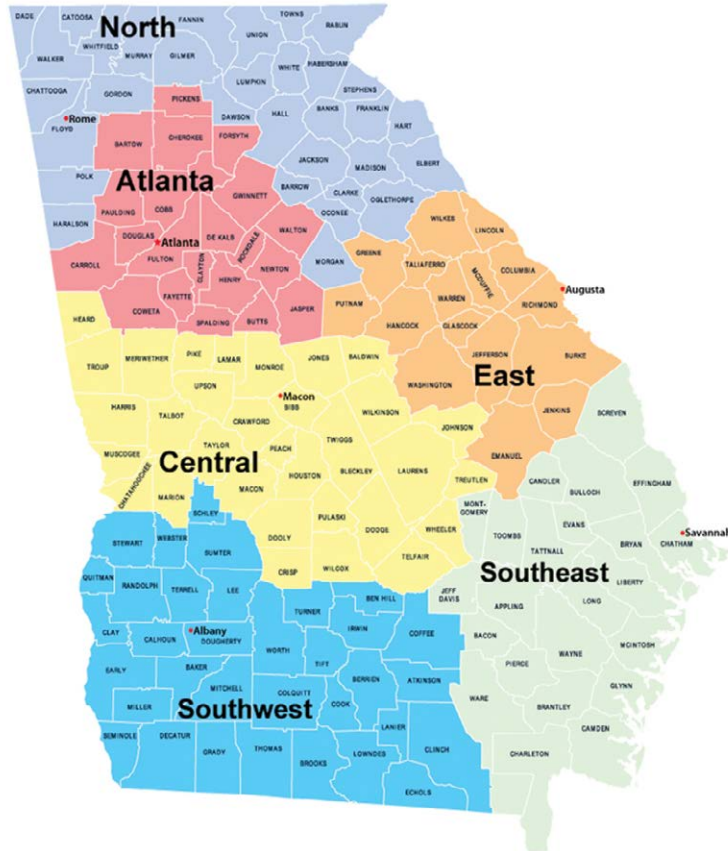 DADE
CATOOSA
North
FANNIN
TOWNS
RABUN
WHITFIELD
MURRAY
GILMER
UNION
WALKER
WHITE
HABERSHAM
LUMPKIN
STEPHENS
CHATTOOGA
GORDON
PICKENS
DAWSON
HALL
BANKS
FRANKLIN
HART
Rome
FLOYD
BARTOW
CHEROKEE
FORSYTH
JACKSON
MADISON
ELBERT
POLK
Atlanta
GWINNETT
BARROW
CLARKE
OGLETHORPE
OCONEE
HARALSON
PAULDING
COBB
DOUGLAS
Atlanta
DE KALB
ROCKDALE
WALTON
WILKES
LINCOLN
FULTON
CLAYTON
NEWTON
MORGAN
GREENE
TALIAFERRO
MCDUFFIE
COLUMBIA
CARROLL
FAYETTE
HENRY
Augusta
COWETA
SPALDING
BUTTS
JASPER
PUTNAM
HANCOCK
WARREN
GLASCOCK
RICHMOND
HEARD
TROUP
MERIWETHER
PIKE
LAMAR
MONROE
JONES
BALDWIN
WASHINGTON
JEFFERSON
East
BURKE
UPSON
Macon
BIBB
WILKINSON
JENKINS
SCREVEN
HARRIS
TALBOT
CRAWFORD
TWIGGS
JOHNSON
EMANUEL
MUSCOGEE
CHATAHOOCHEE
TAYLOR
Central
PEACH
HOUSTON
BLECKLEY
LAURENS
TREUTLEN
CANDLER
BULLOCH
EFFINGHAM
MARION
MACON
SCHLEY
PULASKI
DODGE
WHEELER
MONT-
GOMERY
TOOMBS
EVANS
TATTNALL
BRYAN
Savannal
CHATHAM
STEWART
WEBSTER
SUMTER
DOOLY
CRISP
WILCOX
TELFAIR
Southeast
QUITMAN
RANDOLPH
TERRELL
LEE
TURNER
BEN HILL
JEFF
DAVIS
APPLING
LONG
LIBERTY
CLAY
CALHOUN
Albany
DOUGHERTY
WORTH
IRWIN
COFFEE
BACON
WAYNE
MCINTOSH
EARLY
BAKER
TIFT
PIERCE
MITCHELL
COLQUITT
BERRIEN
ATKINSON
WARE
BRANTLEY
GLYNN
MILLER
Southwest
COOK
LANIER
CAMDEN
SEMINOLE
DECATUR
GRADY
THOMAS
BROOKS
LOWNDES
CLINCH
CHARLETON
ECHOLS